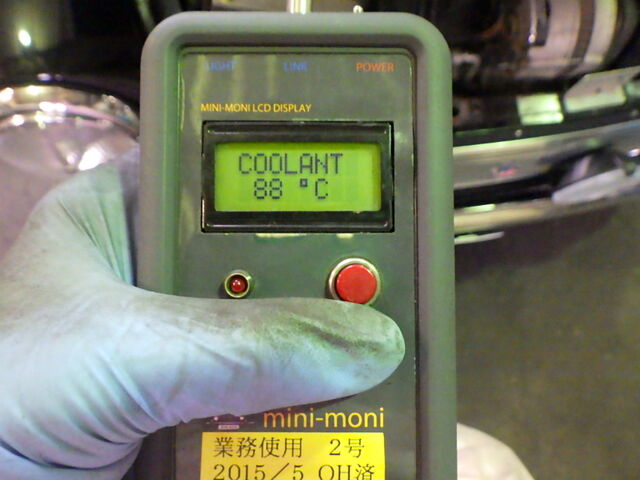 LIGHT LINK POWER
MINI-MONI LCD DISPLAY
COOLANT
88 °C
mini-moni
業務使用 2号
2015/5 OH済